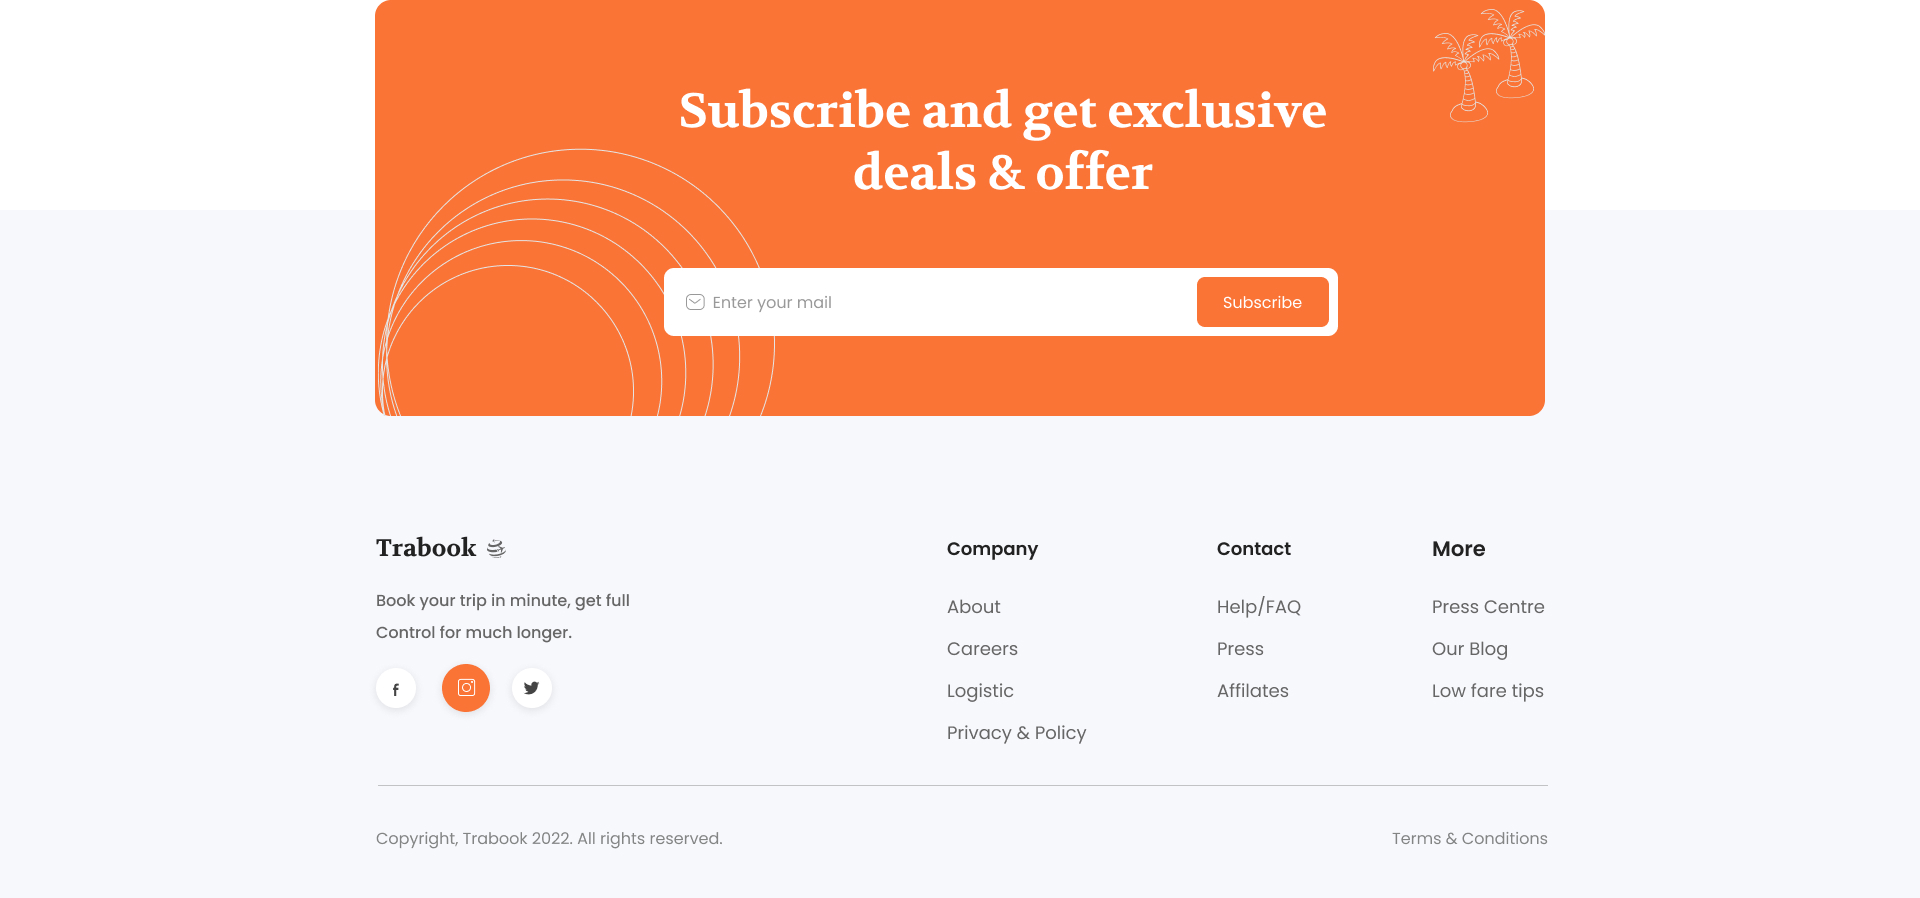 Subscribe and get exclusive
deals & offer
Enter your mail
Subscribe
Trabook
Book your trip in minute, get full
Control for much longer.
Company
About
Careers
Logistic
Privacy & Policy
Contact
Help/FAQ
Press
Affilates
More
Press Centre
Our Blog
Low fare tips
Copyright, Trabook 2022. All rights reserved.
Terms & Conditions